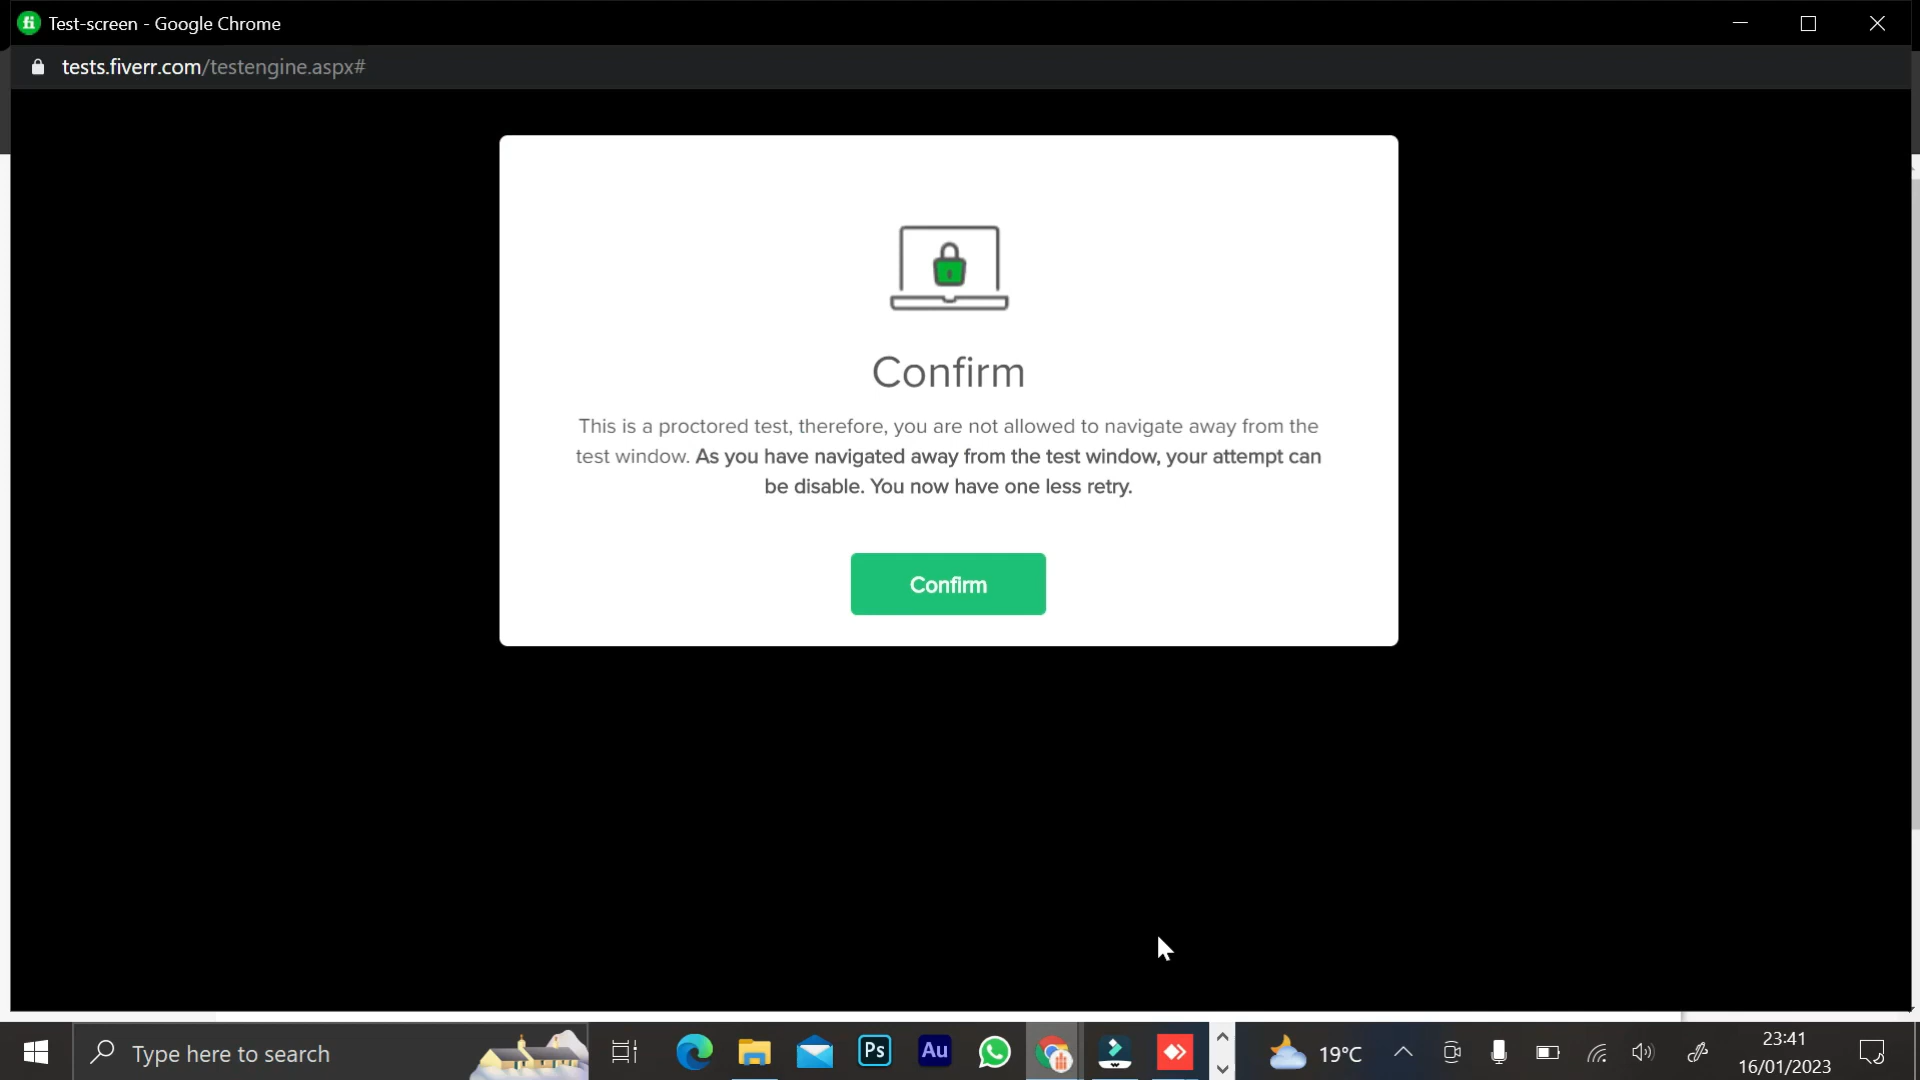 fi Test-screen - Google Chrome
tests.fiverr.com/testengine.aspx#
Confirm
This is a proctored test, therefore, you are not allowed to navigate away from the
test window. As you have navigated away from the test window, your attempt can
be disable. You now have one less retry.
Confirm
Type here to search
Ps
Au
19°C
23:41
16/01/2023